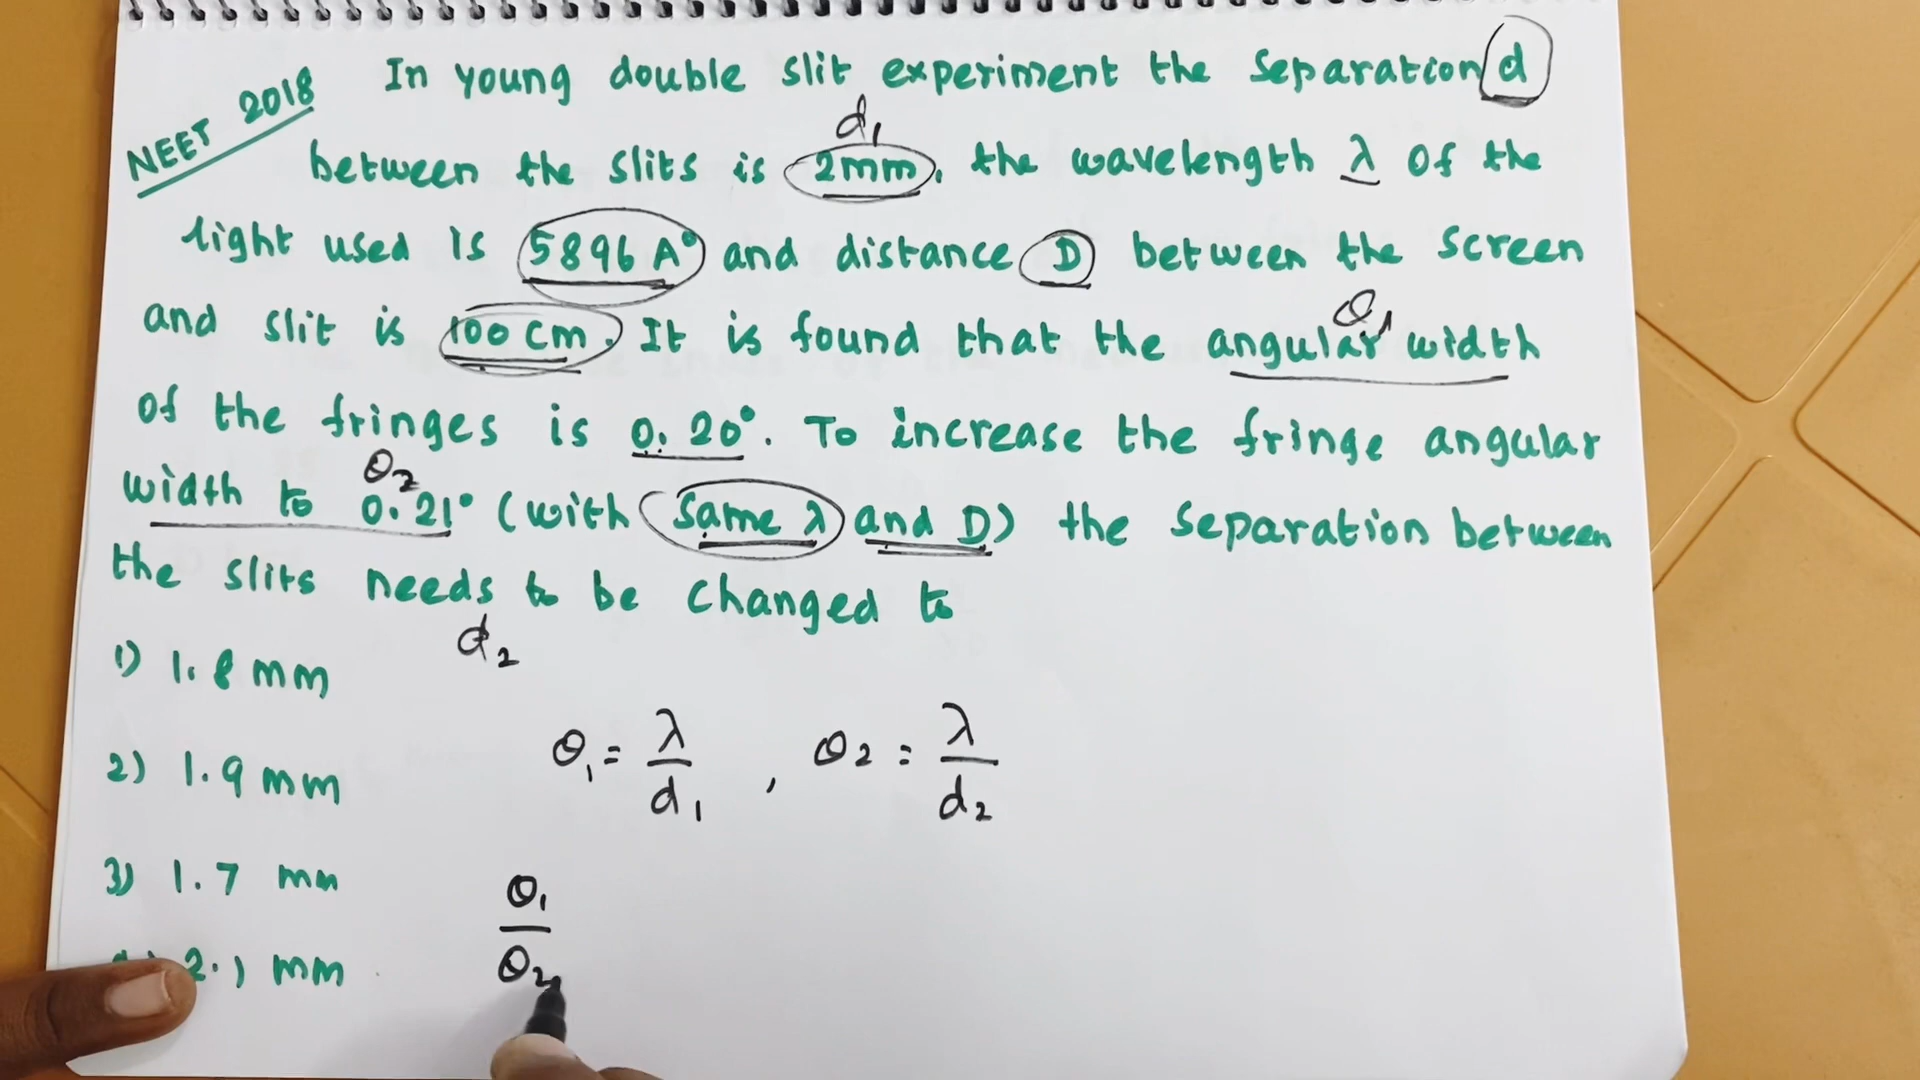 NEET 2018
In young double slit experiment the separation d
d₁
between the slits is 2mm. the wavelength λ of the
light used is 5896 A° and distance D between the screen
and slit is 100 cm. It is found that the angular width
θ₁
of the fringes is 0.20°. To increase the fringe angular
θ₂
width to 0.21° (with same λ and D) the separation between
the slits needs to be changed to
d₂
1) 1.8 mm
θ₁ = λ/d₁ , θ₂ = λ/d₂
2) 1.9 mm
3) 1.7 mm
θ₁/θ₂
2.1 mm